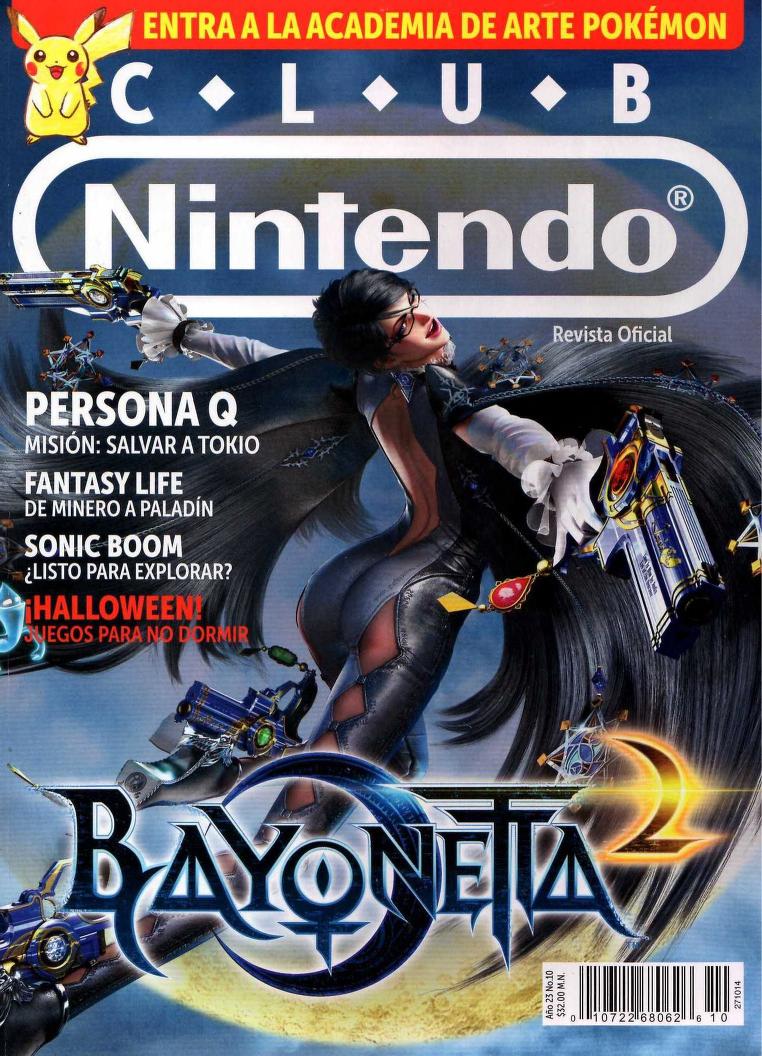 ENTRA A LA ACADEMIA DE ARTE POKÉMON
C ◆ L ◆ U ◆ B
Nintendo®
Revista Oficial
PERSONA Q
MISIÓN: SALVAR A TOKIO
FANTASY LIFE
DE MINERO A PALADÍN
SONIC BOOM
¿LISTO PARA EXPLORAR?
¡HALLOWEEN!
JUEGOS PARA NO DORMIR
BAYONETTA 2
Año 23 No.10
$32.00 M.N.
0 10722 68062 6 10
271014